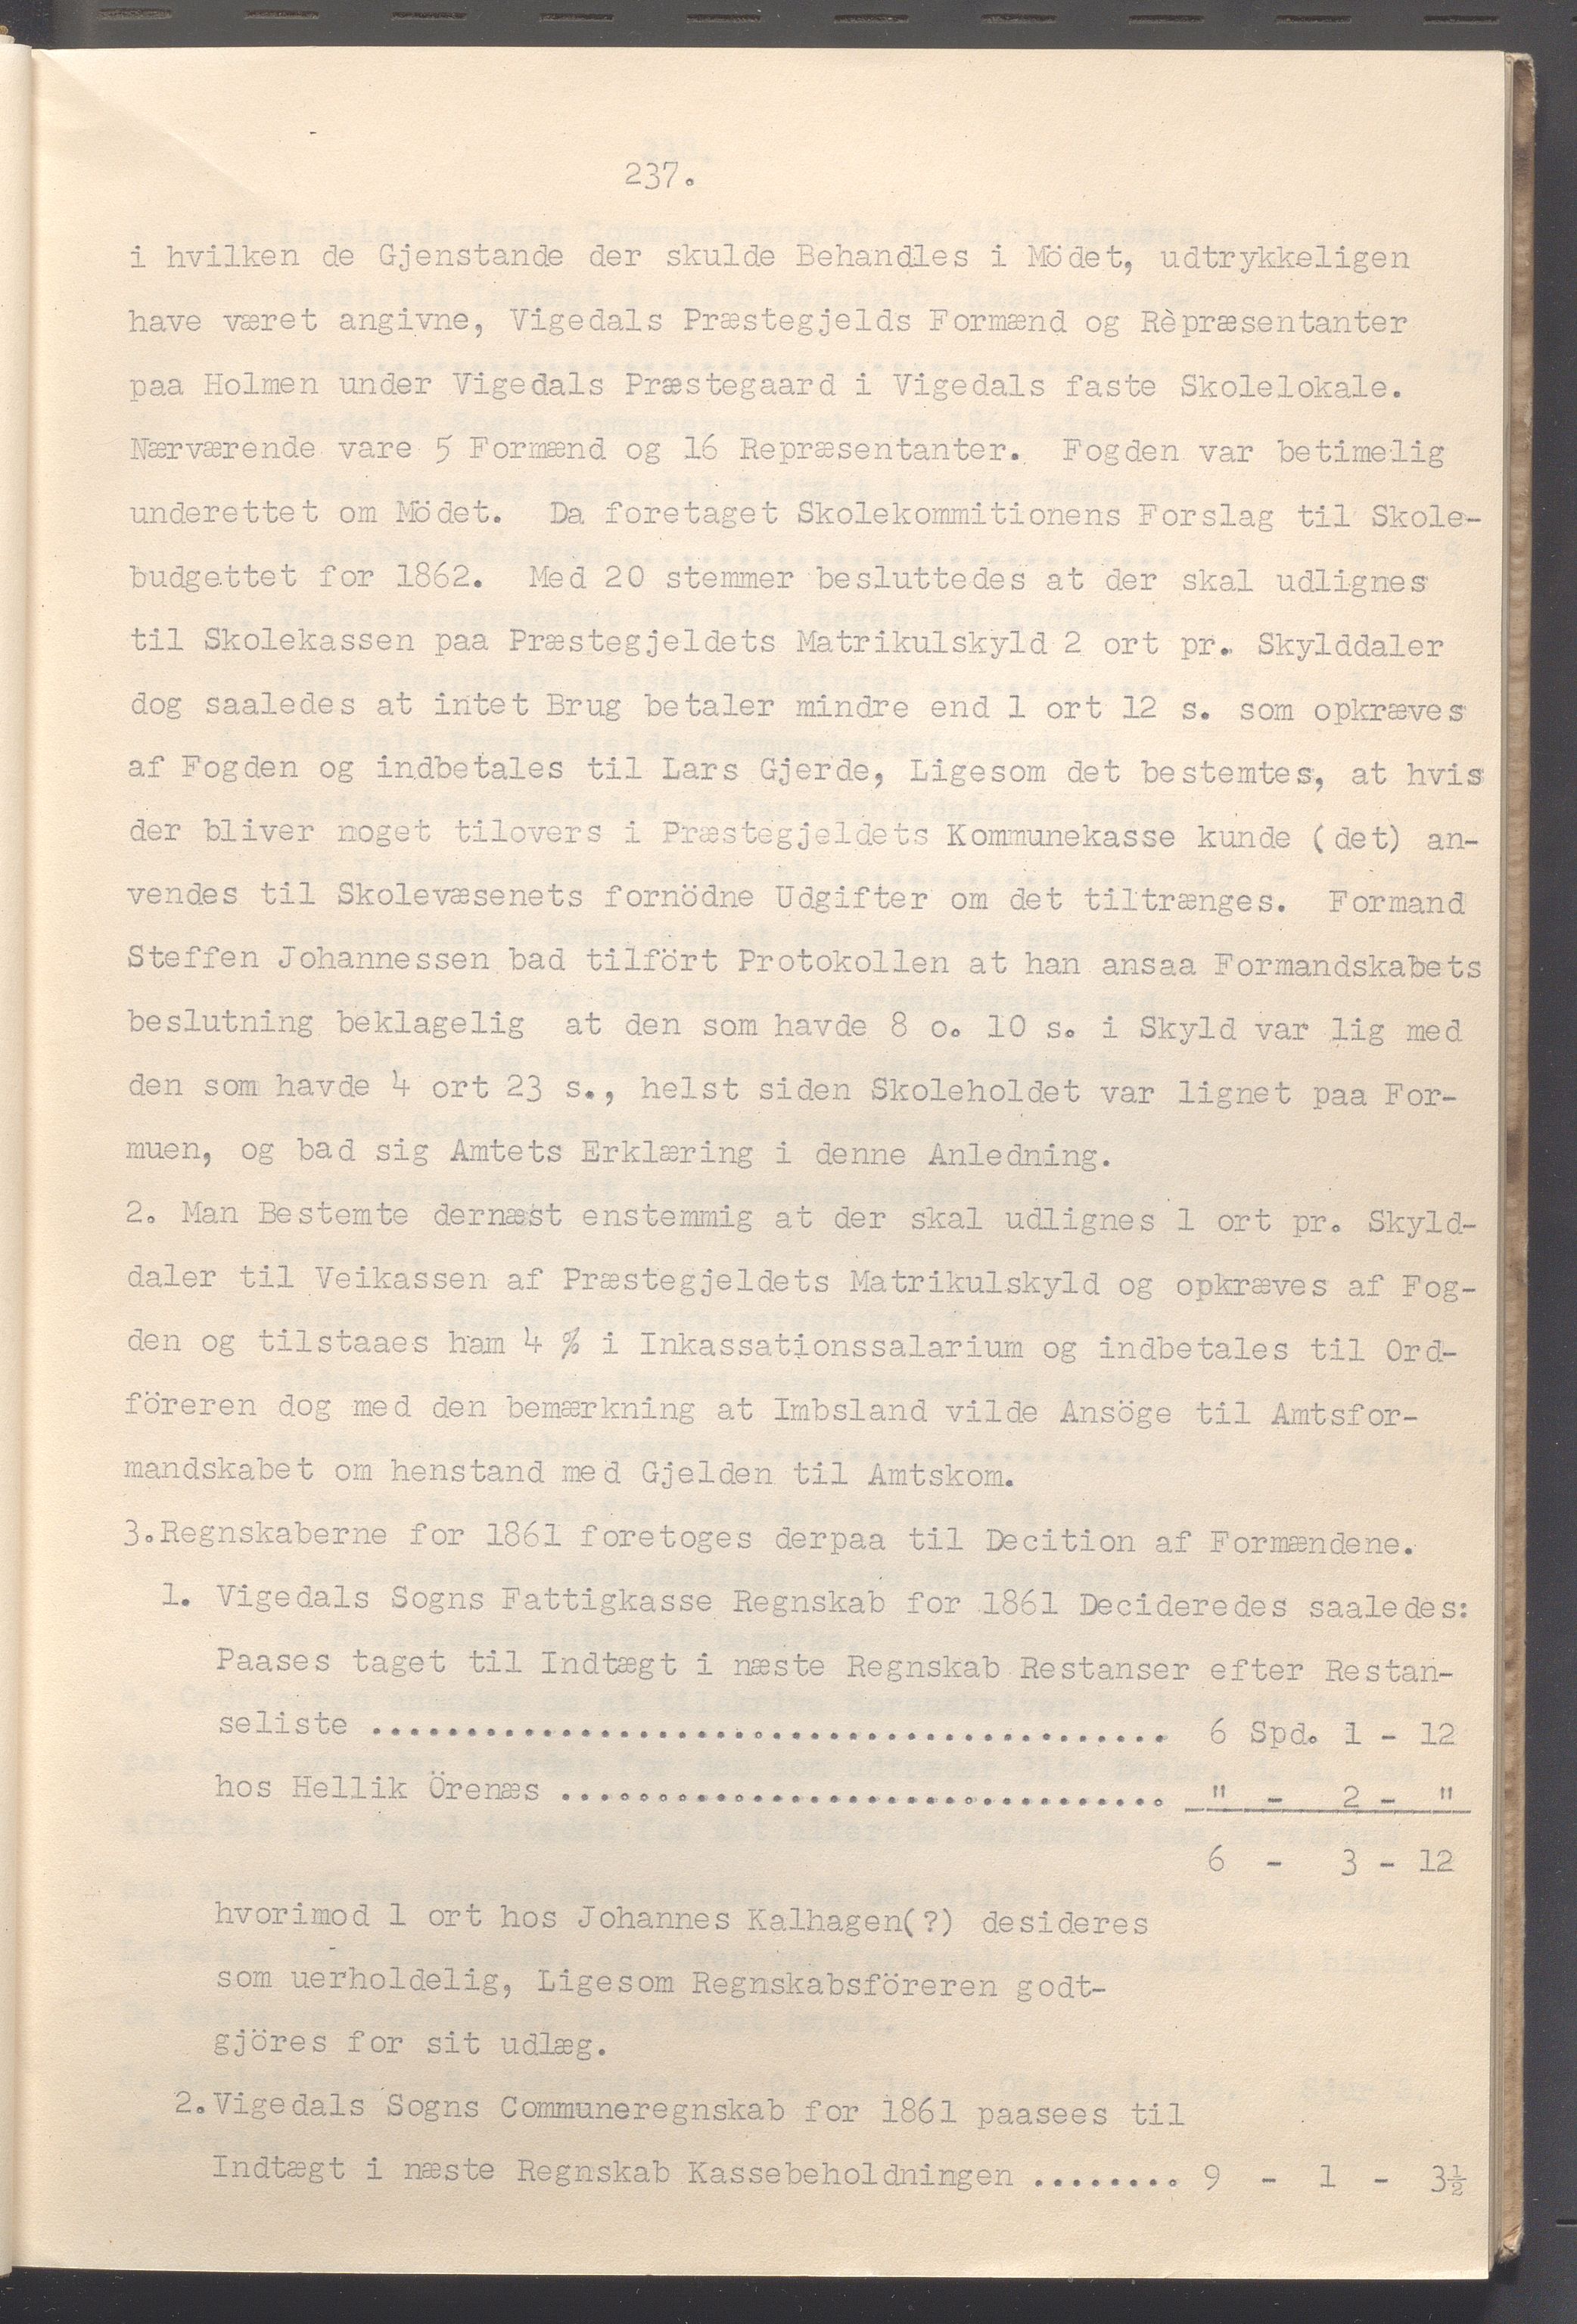 237.
i hvilken de Gjenstande der skulde Behandles i Mödet, udtrykkeligen
have været angivne, Vigedals Præstegjelds Formænd og Rèpræsentanter
paa Holmen under Vigedals Præstegaard i Vigedals faste Skolelokale.
Nærværende vare 5 Formænd og 16 Repræsentanter. Fogden var betimelig
underettet om Mödet. Da foretaget Skolekommitionens Forslag til Skole-
budgettet for 1862. Med 20 stemmer besluttedes at der skal udlignes
til Skolekassen paa Præstegjeldets Matrikulskyld 2 ort pr. Skylddaler
dog saaledes at intet Brug betaler mindre end 1 ort 12 s. som opkræves
af Fogden og indbetales til Lars Gjerde, Ligesom det bestemtes, at hvis
der bliver noget tilovers i Præstegjeldets Kommunekasse kunde (det) an-
vendes til Skolevæsenets fornödne Udgifter om det tiltrænges. Formand
Steffen Johannessen bad tilfört Protokollen at han ansaa Formandskabets
beslutning beklagelig at den som havde 8 o. 10 s. i Skyld var lig med
den som havde 4 ort 23 s., helst siden Skoleholdet var lignet paa For-
muen, og bad sig Amtets Erklæring i denne Anledning.
2. Man Bestemte dernæst enstemmig at der skal udlignes 1 ort pr. Skyld-
daler til Veikassen af Præstegjeldets Matrikulskyld og opkræves af Fog-
den og tilstaaes ham 4 % i Inkassationssalarium og indbetales til Ord-
föreren dog med den bemærkning at Imbsland vilde Ansöge til Amtsfor-
mandskabet om henstand med Gjelden til Amtskom.
3.Regnskaberne for 1861 foretoges derpaa til Decition af Formændene.
1. Vigedals Sogns Fattigkasse Regnskab for 1861 Decideredes saaledes:
Paases taget til Indtægt i næste Regnskab Restanser efter Restan-
seliste .......................................... 6 Spd. 1 - 12
hos Hellik Örenæs ................................ " - 2 - "
6 - 3 - 12
hvorimod 1 ort hos Johannes Kalhagen(?) desideres
som uerholdelig, Ligesom Regnskabsföreren godt-
gjöres for sit udlæg.
2.Vigedals Sogns Communeregnskab for 1861 paasees til
Indtægt i næste Regnskab Kassebeholdningen ........ 9 - 1 - 3½